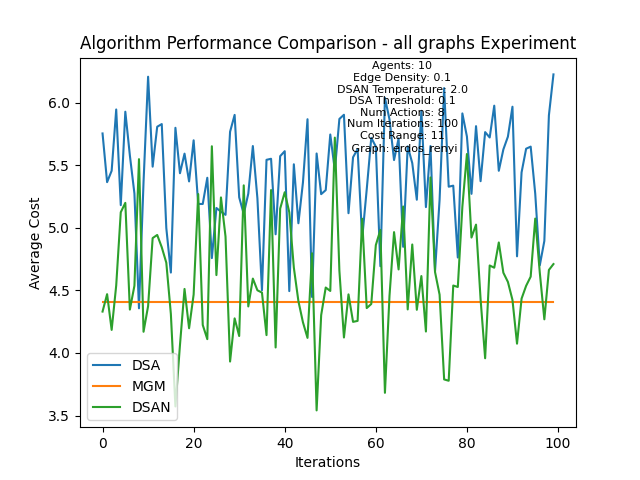 Algorithm Performance Comparison - all graphs Experiment
Agents: 10
Edge Density: 0.1
DSAN Temperature: 2.0
DSA Threshold: 0.1
Num Actions: 8
Num Iterations: 100
Cost Range: 11
Graph: erdos_renyi
6.0
5.5
5.0
4.5
4.0
3.5
Average Cost
DSA
MGM
DSAN
0 20 40 60 80 100
Iterations